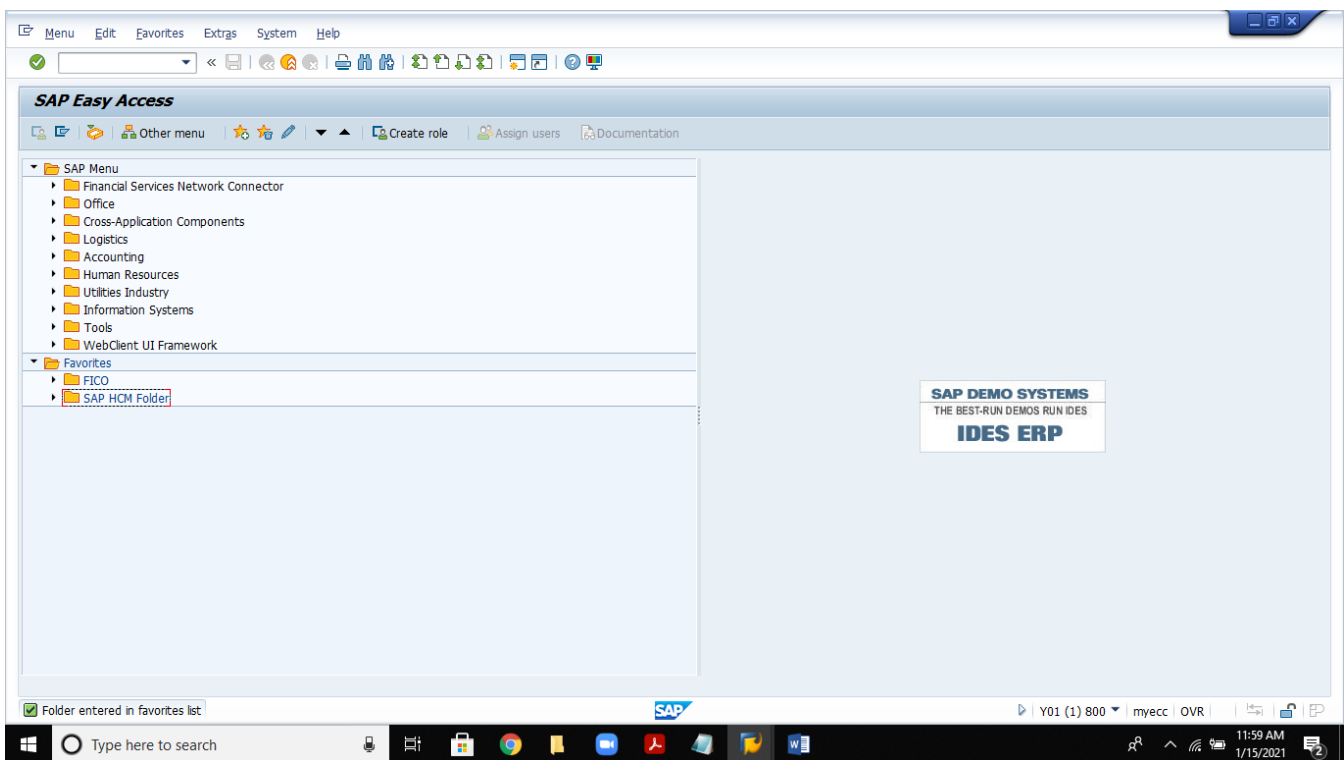 Menu Edit Favorites Extras System Help
SAP Easy Access
Other menu Create role Assign users Documentation
SAP Menu
Financial Services Network Connector
Office
Cross-Application Components
Logistics
Accounting
Human Resources
Utilities Industry
Information Systems
Tools
WebClient UI Framework
Favorites
FICO
SAP HCM Folder
SAP DEMO SYSTEMS
THE BEST-RUN DEMOS RUN IDES
IDES ERP
Folder entered in favorites list SAP Y01 (1) 800 myecc OVR
Type here to search 11:59 AM
1/15/2021 2